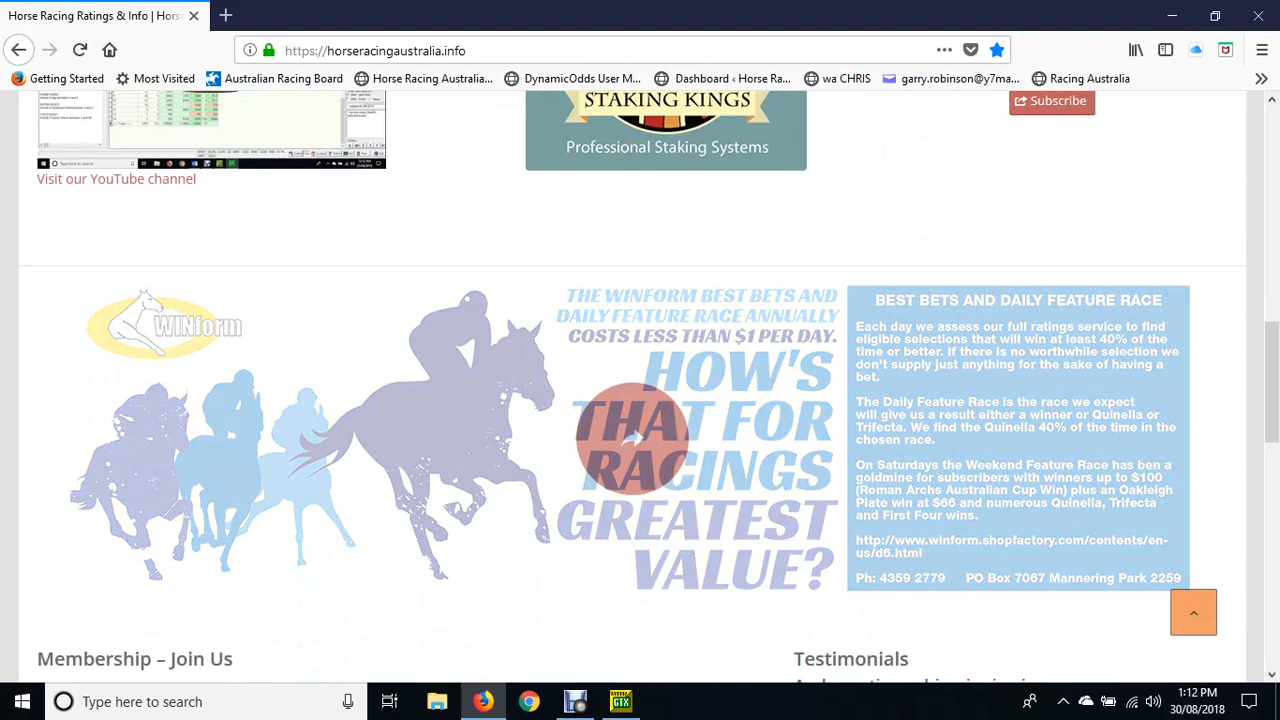 Horse Racing Ratings & Info | Horse
https://horseracingaustralia.info
Getting Started
Most Visited
Australian Racing Board
Horse Racing Australia...
DynamicOdds User M...
Dashboard ‹ Horse Ra...
wa CHRIS
gary.robinson@y7ma...
Racing Australia
Visit our YouTube channel
STAKING KINGS
Professional Staking Systems
Subscribe
WINform
THE WINFORM BEST BETS AND
DAILY FEATURE RACE ANNUALLY
COSTS LESS THAN $1 PER DAY.
HOW'S
THAT FOR
RACINGS
GREATEST
VALUE?
BEST BETS AND DAILY FEATURE RACE
Each day we assess our full ratings service to find
eligible selections that will win at least 40% of the
time or better. If there is no worthwhile selection we
don't supply just anything for the sake of having a
bet.
The Daily Feature Race is the race we expect
will give us a result either a winner or Quinella or
Trifecta. We find the Quinella 40% of the time in the
chosen race.
On Saturdays the Weekend Feature Race has ben a
goldmine for subscribers with winners up to $100
(Roman Archs Australian Cup Win) plus an Oakleigh
Plate win at $66 and numerous Quinella, Trifecta
and First Four wins.
http://www.winform.shopfactory.com/contents/en-
us/d6.html
Ph: 4359 2779 PO Box 7067 Mannering Park 2259
Membership – Join Us
Testimonials
Type here to search
GTX
1:12 PM
30/08/2018